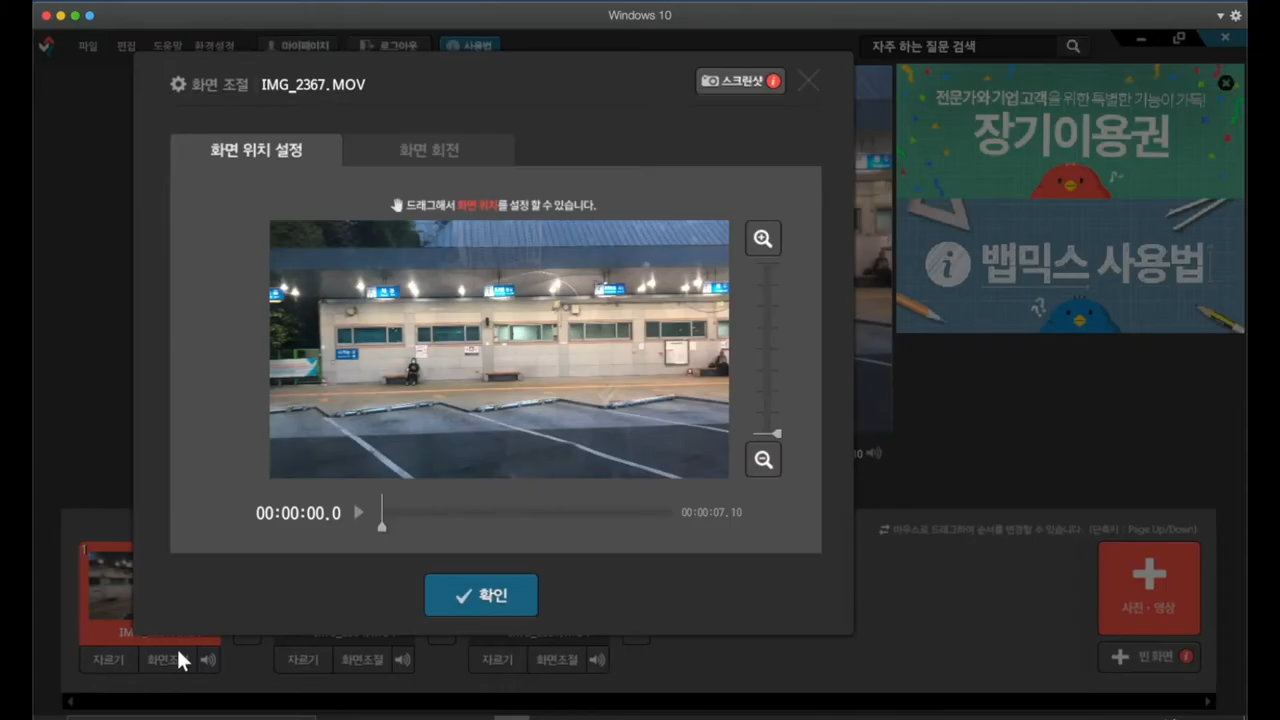 Windows 10
파일 편집 도움말 환경설정 마이페이지 로그아웃 사용법
자주 하는 질문 검색
화면 조절 IMG_2367.MOV
스크린샷
화면 위치 설정 화면 회전
드래그해서 화면 위치를 설정 할 수 있습니다.
00:00:00.0
00:00:07.10
확인
전문가와 기업 고객을 위한 특별한 기능이 가득!
장기이용권
뱁믹스 사용법
마우스로 드래그하여 순서를 변경할 수 있습니다. (단축키 : Page Up/Down)
1
자르기 화면조
자르기 화면조절
자르기 화면조절
사진 · 영상
빈 화면